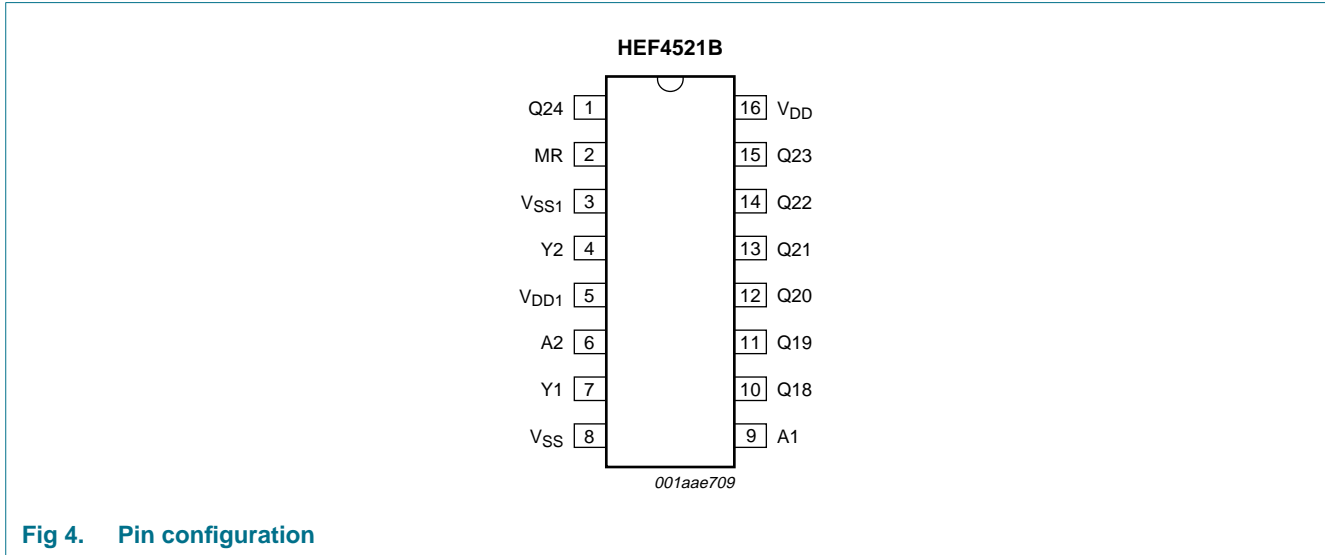 HEF4521B
Q24 1 16 VDD
MR 2 15 Q23
VSS1 3 14 Q22
Y2 4 13 Q21
VDD1 5 12 Q20
A2 6 11 Q19
Y1 7 10 Q18
VSS 8 9 A1
001aae709
Fig 4. Pin configuration